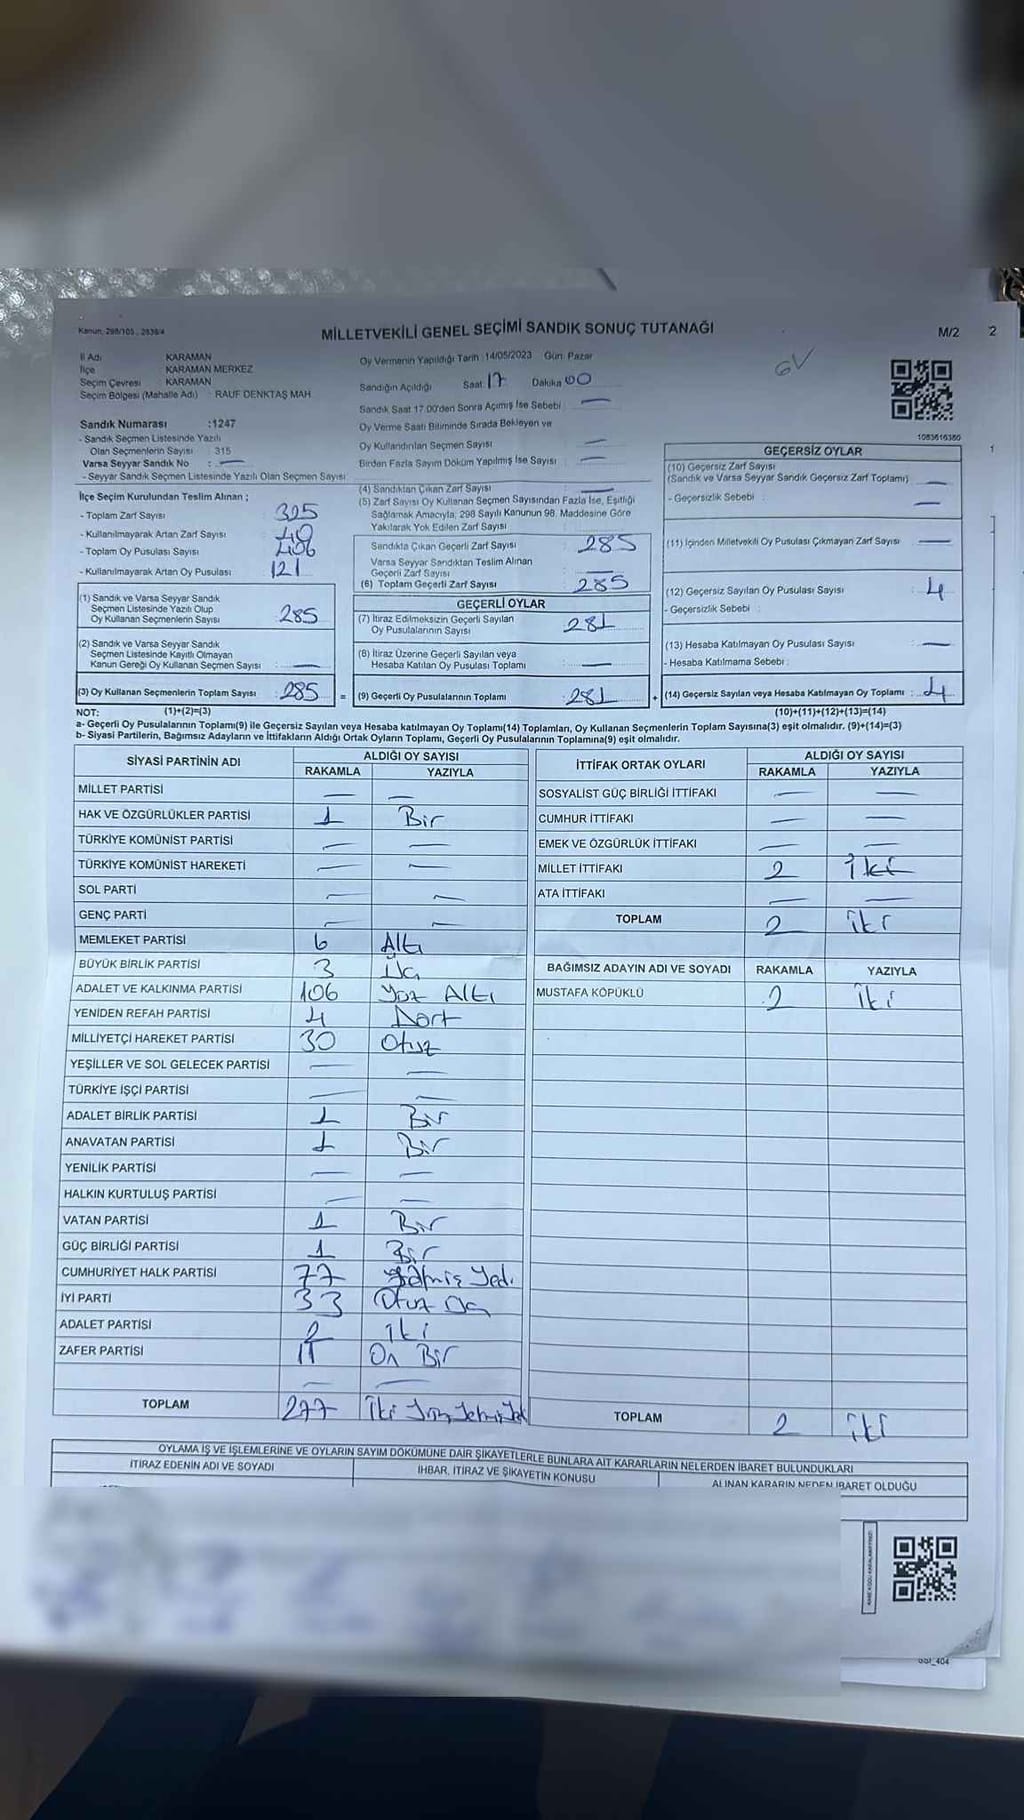 Kanun: 298/105 , 2839/4
MİLLETVEKİLİ GENEL SEÇİMİ SANDIK SONUÇ TUTANAĞI
M/2
2
İl Adı : KARAMAN
İlçe : KARAMAN MERKEZ
Seçim Çevresi : KARAMAN
Seçim Bölgesi (Mahalle Adı) : RAUF DENKTAŞ MAH
Sandık Numarası :1247
- Sandık Seçmen Listesinde Yazılı
Olan Seçmenlerin Sayısı : 315
Varsa Seyyar Sandık No : —
- Seyyar Sandık Seçmen Listesinde Yazılı Olan Seçmen Sayısı
İlçe Seçim Kurulundan Teslim Alınan ;
- Toplam Zarf Sayısı 325
- Kullanılmayarak Artan Zarf Sayısı 40
- Toplam Oy Pusulası Sayısı 406
- Kullanılmayarak Artan Oy Pusulası 121
(1) Sandık ve Varsa Seyyar Sandık
Seçmen Listesinde Yazılı Olup
Oy Kullanan Seçmenlerin Sayısı : 285
(2) Sandık ve Varsa Seyyar Sandık
Seçmen Listesinde Kayıtlı Olmayan
Kanun Gereği Oy Kullanan Seçmen Sayısı : —
(3) Oy Kullanan Seçmenlerin Toplam Sayısı : 285 =
Oy Vermenin Yapıldığı Tarih :14/05/2023 Gün: Pazar
Sandığın Açıldığı Saat 17 Dakika 00
Sandık Saat 17.00'den Sonra Açımış İse Sebebi : —
Oy Verme Saati Bitiminde Sırada Bekleyen ve
Oy Kullandırılan Seçmen Sayısı : —
Birden Fazla Sayım Döküm Yapılmış İse Sayısı : —
(4) Sandıktan Çıkan Zarf Sayısı : —
(5) Zarf Sayısı Oy Kullanan Seçmen Sayısından Fazla İse, Eşitliği
Sağlamak Amacıyla, 298 Sayılı Kanunun 98. Maddesine Göre
Yakılarak Yok Edilen Zarf Sayısı
Sandıkta Çıkan Geçerli Zarf Sayısı : 285
Varsa Seyyar Sandıktan Teslim Alınan
Geçerli Zarf Sayısı : —
(6) Toplam Geçerli Zarf Sayısı : 285
GEÇERLİ OYLAR
(7) İtiraz Edilmeksizin Geçerli Sayılan
Oy Pusulalarının Sayısı : 281
(8) İtiraz Üzerine Geçerli Sayılan veya
Hesaba Katılan Oy Pusulası Toplamı : —
(9) Geçerli Oy Pusulalarının Toplamı : 281 +
1083616360
GEÇERSİZ OYLAR
(10) Geçersiz Zarf Sayısı
(Sandık ve Varsa Seyyar Sandık Geçersiz Zarf Toplamı) : —
- Geçersizlik Sebebi : —
(11) İçinden Milletvekili Oy Pusulası Çıkmayan Zarf Sayısı : —
(12) Geçersiz Sayılan Oy Pusulası Sayısı : 4
- Geçersizlik Sebebi :
(13) Hesaba Katılmayan Oy Pusulası Sayısı : —
- Hesaba Katılmama Sebebi :
(14) Geçersiz Sayılan veya Hesaba Katılmayan Oy Toplamı : 4
NOT: (1)+(2)=(3) (10)+(11)+(12)+(13)=(14)
a- Geçerli Oy Pusulalarının Toplamı(9) ile Geçersiz Sayılan veya Hesaba katılmayan Oy Toplamı(14) Toplamları, Oy Kullanan Seçmenlerin Toplam Sayısına(3) eşit olmalıdır. (9)+(14)=(3)
b- Siyasi Partilerin, Bağımsız Adayların ve İttifakların Aldığı Ortak Oyların Toplamı, Geçerli Oy Pusulalarının Toplamına(9) eşit olmalıdır.
SİYASİ PARTİNİN ADI ALDIĞI OY SAYISI
RAKAMLA YAZIYLA
MİLLET PARTİSİ — —
HAK VE ÖZGÜRLÜKLER PARTİSİ 1 Bir
TÜRKİYE KOMÜNİST PARTİSİ — —
TÜRKİYE KOMÜNİST HAREKETİ — —
SOL PARTİ — —
GENÇ PARTİ — —
MEMLEKET PARTİSİ 6 Altı
BÜYÜK BİRLİK PARTİSİ 3 Üç
ADALET VE KALKINMA PARTİSİ 106 Yüz Altı
YENİDEN REFAH PARTİSİ 4 Dört
MİLLİYETÇİ HAREKET PARTİSİ 30 Otuz
YEŞİLLER VE SOL GELECEK PARTİSİ — —
TÜRKİYE İŞÇİ PARTİSİ — —
ADALET BİRLİK PARTİSİ 1 Bir
ANAVATAN PARTİSİ 1 Bir
YENİLİK PARTİSİ — —
HALKIN KURTULUŞ PARTİSİ — —
VATAN PARTİSİ 1 Bir
GÜÇ BİRLİĞİ PARTİSİ 1 Bir
CUMHURİYET HALK PARTİSİ 77 Yetmiş Yedi
İYİ PARTİ 33 Otuz Üç
ADALET PARTİSİ 2 İki
ZAFER PARTİSİ 11 On Bir
— —
TOPLAM 277 İki Yüz Yetmiş Yedi
İTTİFAK ORTAK OYLARI ALDIĞI OY SAYISI
RAKAMLA YAZIYLA
SOSYALİST GÜÇ BİRLİĞİ İTTİFAKI — —
CUMHUR İTTİFAKI — —
EMEK VE ÖZGÜRLÜK İTTİFAKI — —
MİLLET İTTİFAKI 2 İki
ATA İTTİFAKI — —
TOPLAM 2 iki
BAĞIMSIZ ADAYIN ADI VE SOYADI RAKAMLA YAZIYLA
MUSTAFA KÖPÜKLÜ 2 İki
TOPLAM 2 iki
OYLAMA İŞ VE İŞLEMLERİNE VE OYLARIN SAYIM DÖKÜMÜNE DAİR ŞİKAYETLERLE BUNLARA AİT KARARLARIN NELERDEN İBARET BULUNDUKLARI
İTİRAZ EDENİN ADI VE SOYADI İHBAR, İTİRAZ VE ŞİKAYETİN KONUSU ALINAN KARARIN NEDEN İBARET OLDUĞU